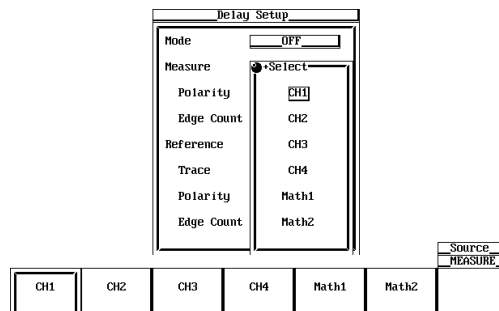 Delay Setup
Mode OFF
Measure +Select
Polarity CH1
Edge Count CH2
Reference CH3
Trace CH4
Polarity Math1
Edge Count Math2
Source
MEASURE
CH1 CH2 CH3 CH4 Math1 Math2